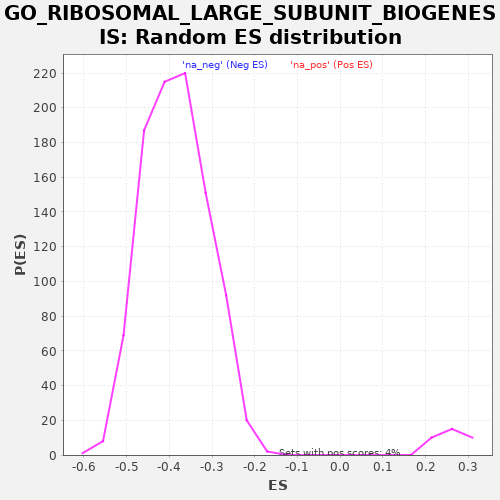 GO_RIBOSOMAL_LARGE_SUBUNIT_BIOGENES
IS: Random ES distribution
'na_neg' (Neg ES) 'na_pos' (Pos ES)
220
200
180
160
140
120
100
80
60
40
20
0
P(ES)
Sets with pos scores: 4%
-0.6 -0.5 -0.4 -0.3 -0.2 -0.1 0.0 0.1 0.2 0.3
ES